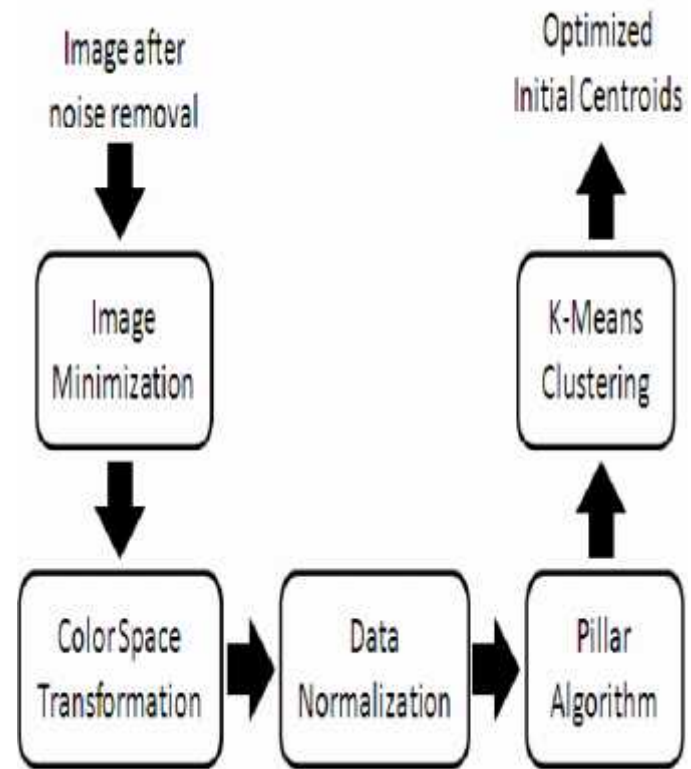 Image after
noise removal
Image
Minimization
Color Space
Transformation
Data
Normalization
Pillar
Algorithm
K-Means
Clustering
Optimized
Initial Centroids